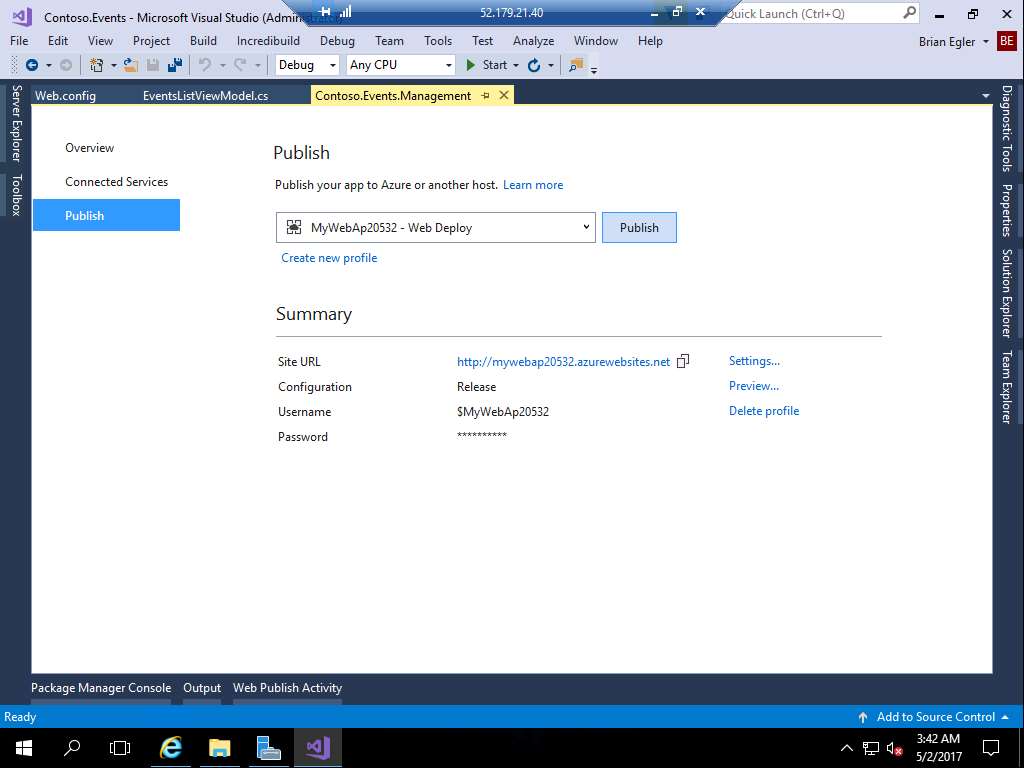 Contoso.Events - Microsoft Visual Studio (Admi
52.179.21.40
Quick Launch (Ctrl+Q)
File Edit View Project Build Incredibuild Debug Team Tools Test Analyze Window Help
Brian Egler BE
Debug Any CPU Start
Server Explorer
Toolbox
Web.config EventsListViewModel.cs Contoso.Events.Management
Overview
Connected Services
Publish
Publish
Publish your app to Azure or another host. Learn more
MyWebAp20532 - Web Deploy Publish
Create new profile
Summary
Site URL http://mywebap20532.azurewebsites.net Settings...
Configuration Release Preview...
Username $MyWebAp20532 Delete profile
Password **********
Diagnostic Tools
Properties
Solution Explorer
Team Explorer
Package Manager Console Output Web Publish Activity
Ready Add to Source Control
3:42 AM
5/2/2017